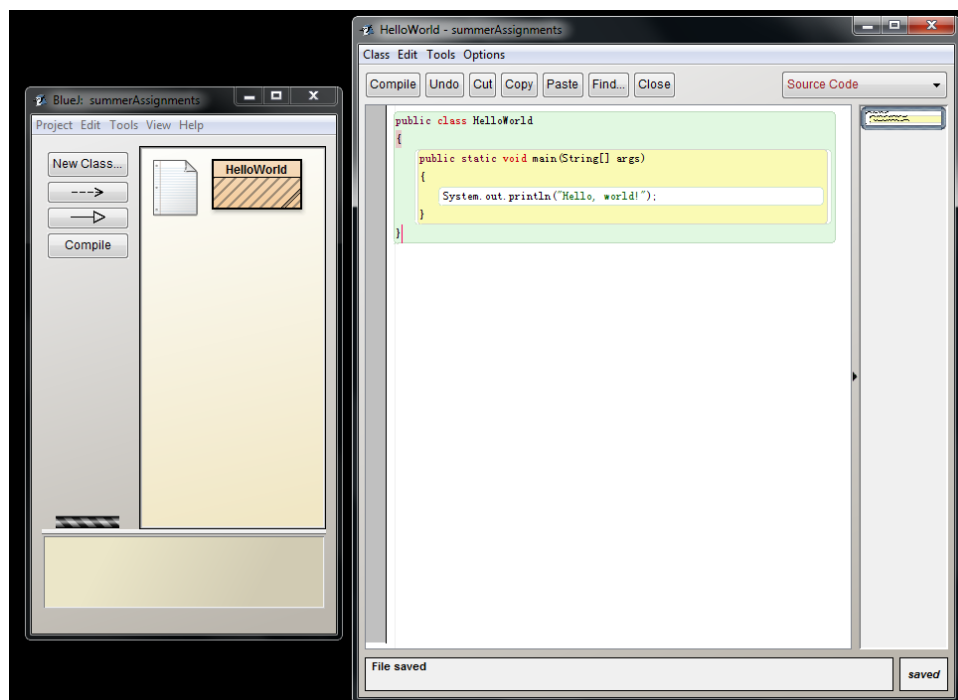 BlueJ: summerAssignments
Project Edit Tools View Help
New Class...
Compile
HelloWorld
HelloWorld - summerAssignments
Class Edit Tools Options
Compile Undo Cut Copy Paste Find... Close Source Code
public class HelloWorld
{
public static void main(String[] args)
{
System.out.println("Hello, world!");
}
}
File saved
saved